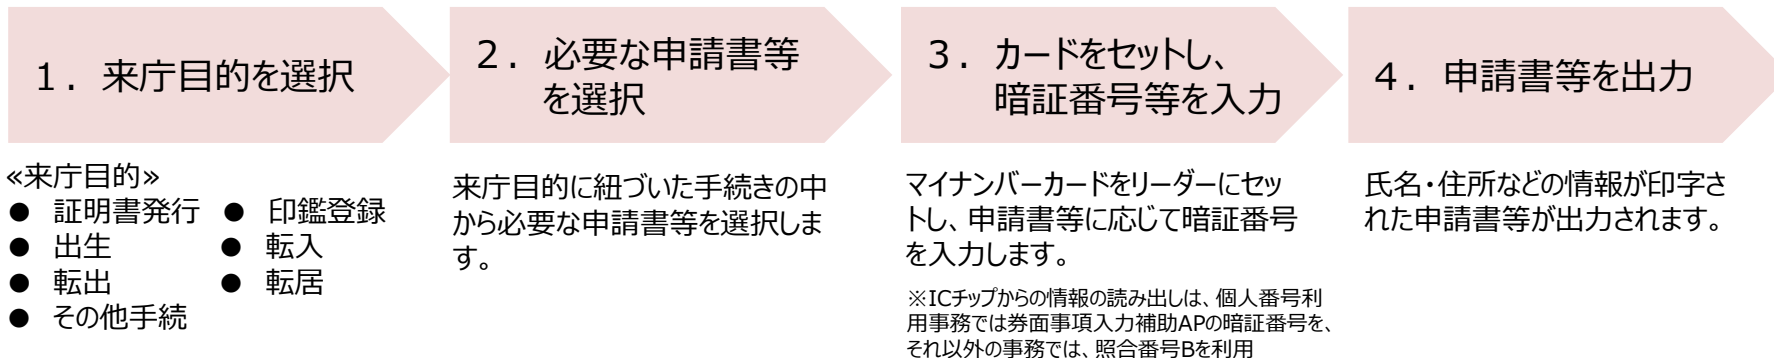 １．来庁目的を選択
２．必要な申請書等
を選択
３．カードをセットし、
暗証番号等を入力
４．申請書等を出力
≪来庁目的≫
● 証明書発行 ● 印鑑登録
● 出生 ● 転入
● 転出 ● 転居
● その他手続
来庁目的に紐づいた手続きの中
から必要な申請書等を選択しま
す。
マイナンバーカードをリーダーにセッ
トし、申請書等に応じて暗証番号
を入力します。
※ICチップからの情報の読み出しは、個人番号利
用事務では券面事項入力補助APの暗証番号を、
それ以外の事務では、照合番号Bを利用
氏名・住所などの情報が印字さ
れた申請書等が出力されます。